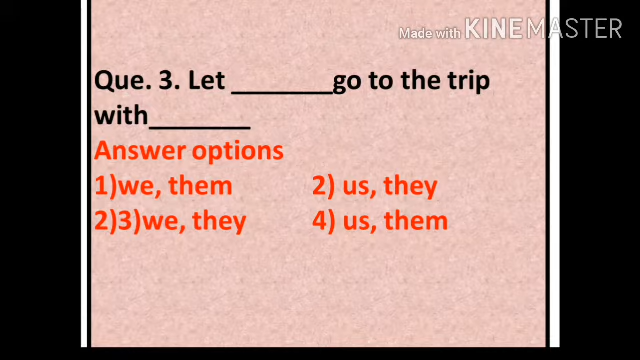 Made with KINEMASTER
Que. 3. Let _______go to the trip
with_______
Answer options
1)we, them 2) us, they
2)3)we, they 4) us, them